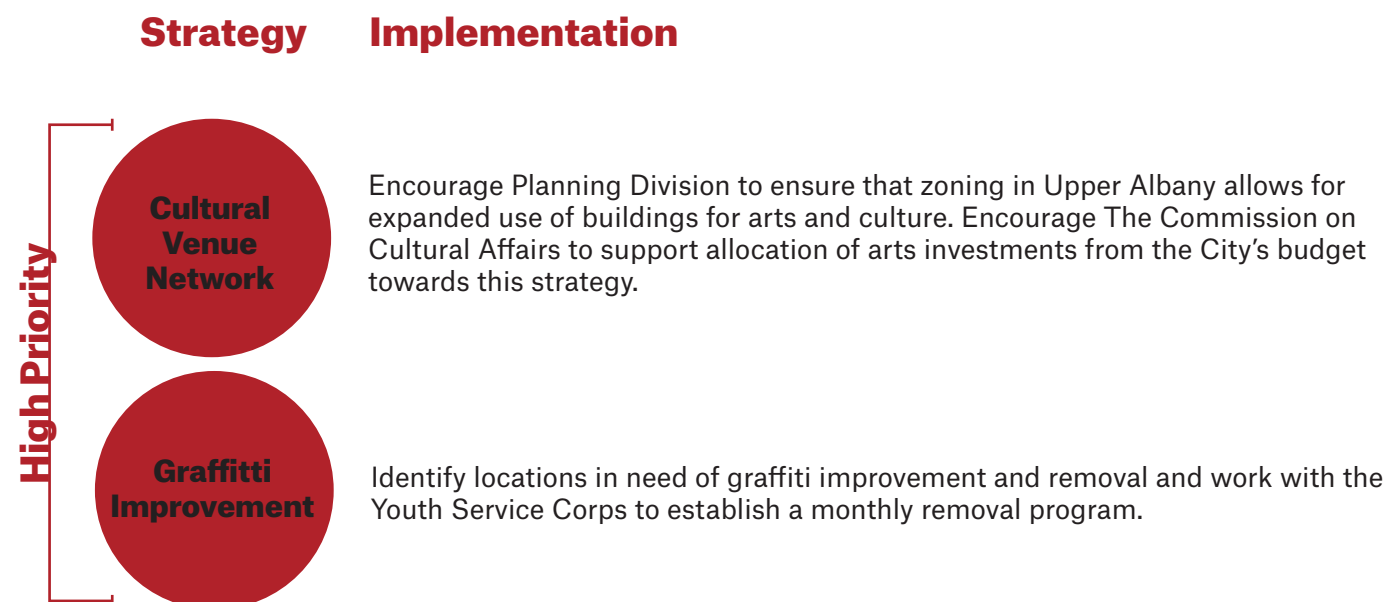 Strategy Implementation
High Priority
Cultural
Venue
Network
Encourage Planning Division to ensure that zoning in Upper Albany allows for
expanded use of buildings for arts and culture. Encourage The Commission on
Cultural Affairs to support allocation of arts investments from the City’s budget
towards this strategy.
Graffitti
Improvement
Identify locations in need of graffiti improvement and removal and work with the
Youth Service Corps to establish a monthly removal program.